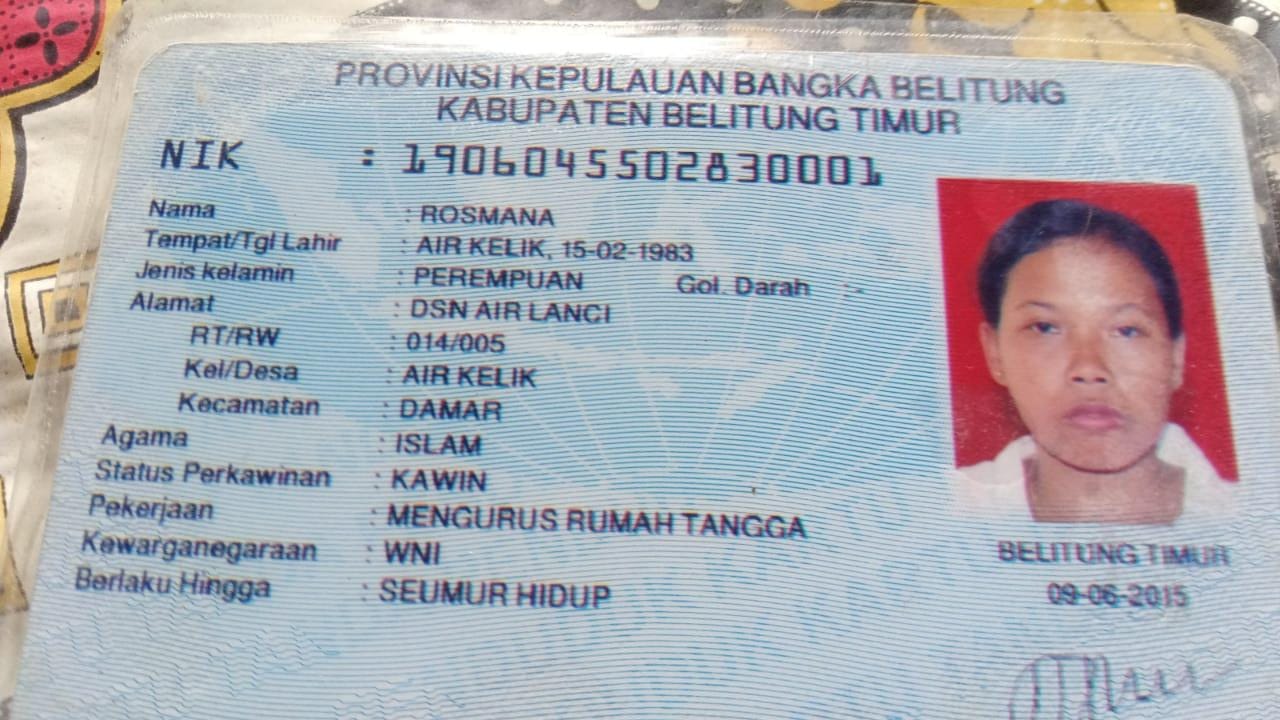 PROVINSI KEPULAUAN BANGKA BELITUNG
KABUPATEN BELITUNG TIMUR
NIK : 1906045502830001
Nama : ROSMANA
Tempat/Tgl Lahir : AIR KELIK, 15-02-1983
Jenis kelamin : PEREMPUAN Gol. Darah : -
Alamat : DSN AIR LANCI
RT/RW : 014/005
Kel/Desa : AIR KELIK
Kecamatan : DAMAR
Agama : ISLAM
Status Perkawinan : KAWIN
Pekerjaan : MENGURUS RUMAH TANGGA
Kewarganegaraan : WNI
Berlaku Hingga : SEUMUR HIDUP
BELITUNG TIMUR
09-06-2015